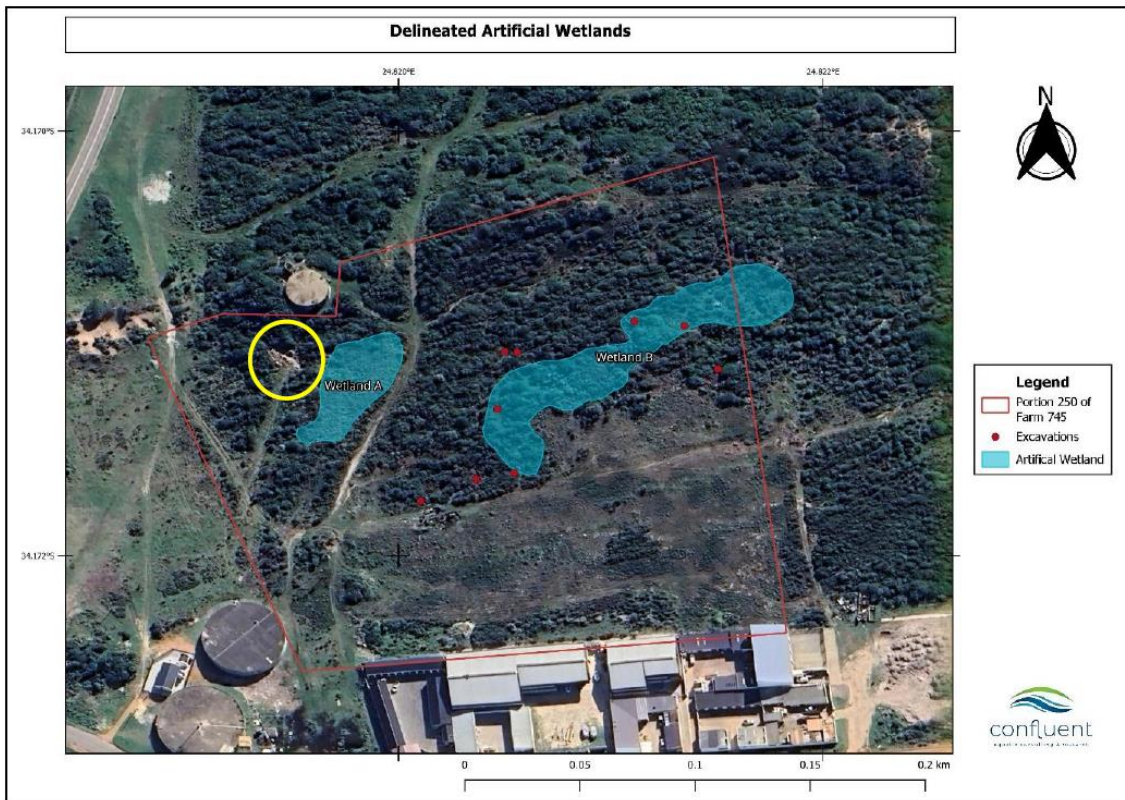 Delineated Artificial Wetlands
24.820°E
24.822°E
34.170°S
34.172°S
N
Wetland A
Wetland B
Legend
Portion 250 of
Farm 745
Excavations
Artifical Wetland
confluent
0
0.05
0.1
0.15
0.2 km